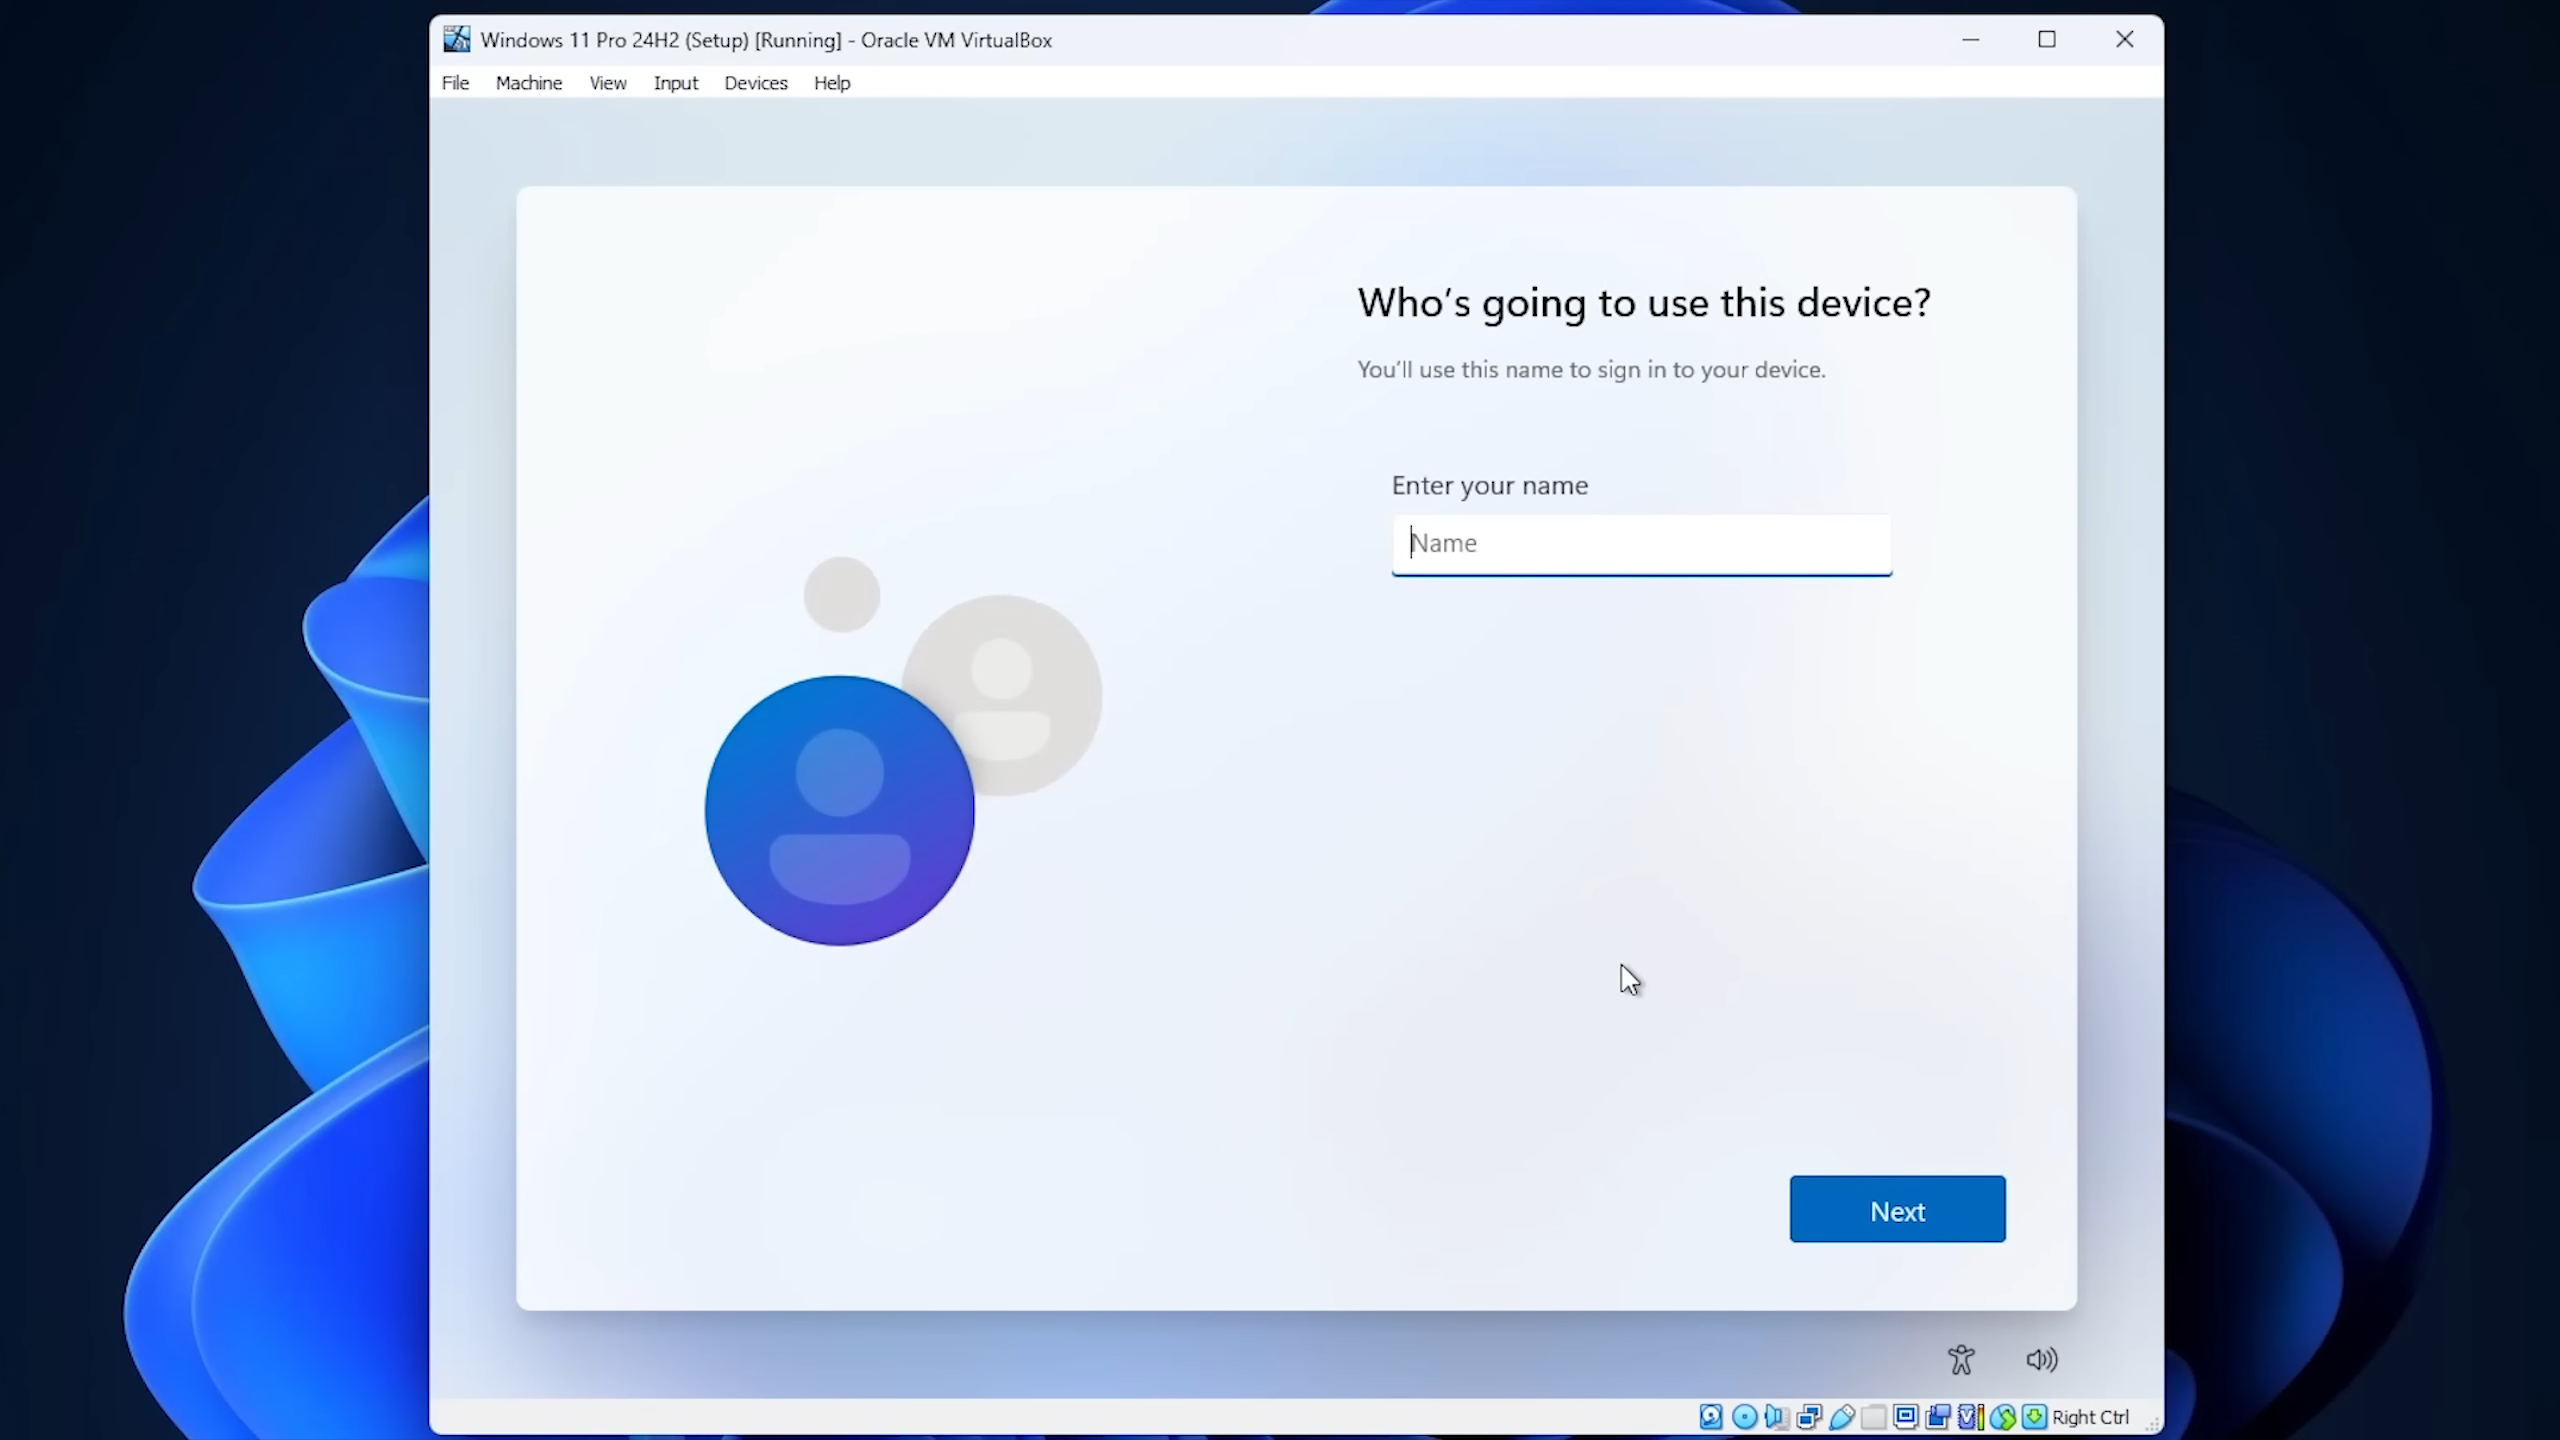 Windows 11 Pro 24H2 (Setup) [Running] - Oracle VM VirtualBox
File Machine View Input Devices Help
Who's going to use this device?
You'll use this name to sign in to your device.
Enter your name
Name
Next
Right Ctrl